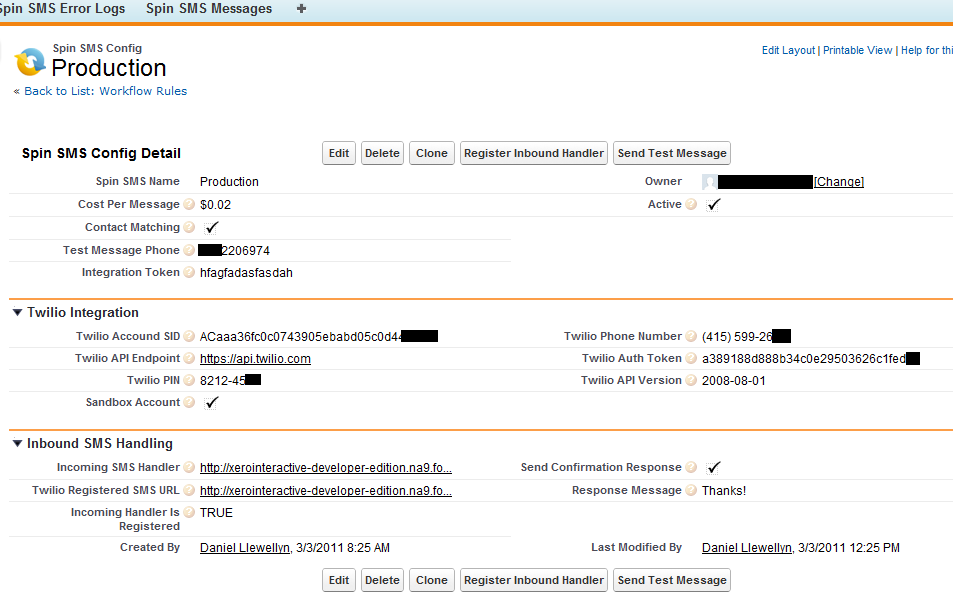 Spin SMS Error Logs Spin SMS Messages +
Spin SMS Config
Production
Edit Layout | Printable View | Help for thi
« Back to List: Workflow Rules
Spin SMS Config Detail Edit Delete Clone Register Inbound Handler Send Test Message
Spin SMS Name Production Owner [Change]
Cost Per Message ? $0.02 Active ?
Contact Matching ?
Test Message Phone ? 2206974
Integration Token ? hfagfadasfasdah
Twilio Integration
Twilio Accound SID ? ACaaa36fc0c0743905ebabd05c0d44 Twilio Phone Number ? (415) 599-26
Twilio API Endpoint ? https://api.twilio.com Twilio Auth Token ? a389188d888b34c0e29503626c1fed
Twilio PIN ? 8212-45 Twilio API Version ? 2008-08-01
Sandbox Account ?
Inbound SMS Handling
Incoming SMS Handler ? http://xerointeractive-developer-edition.na9.fo... Send Confirmation Response ?
Twilio Registered SMS URL ? http://xerointeractive-developer-edition.na9.fo... Response Message ? Thanks!
Incoming Handler Is ? TRUE
Registered
Created By Daniel Llewellyn, 3/3/2011 8:25 AM Last Modified By Daniel Llewellyn, 3/3/2011 12:25 PM
Edit Delete Clone Register Inbound Handler Send Test Message